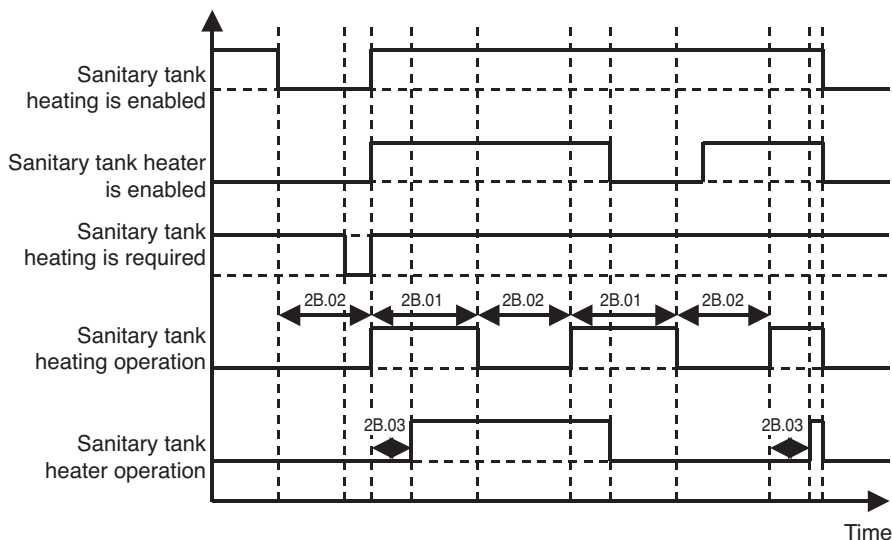 Sanitary tank
heating is enabled
Sanitary tank heater
is enabled
Sanitary tank
heating is required
2B.02 2B.01 2B.02 2B.01 2B.02
Sanitary tank
heating operation
2B.03 2B.03
Sanitary tank
heater operation
Time